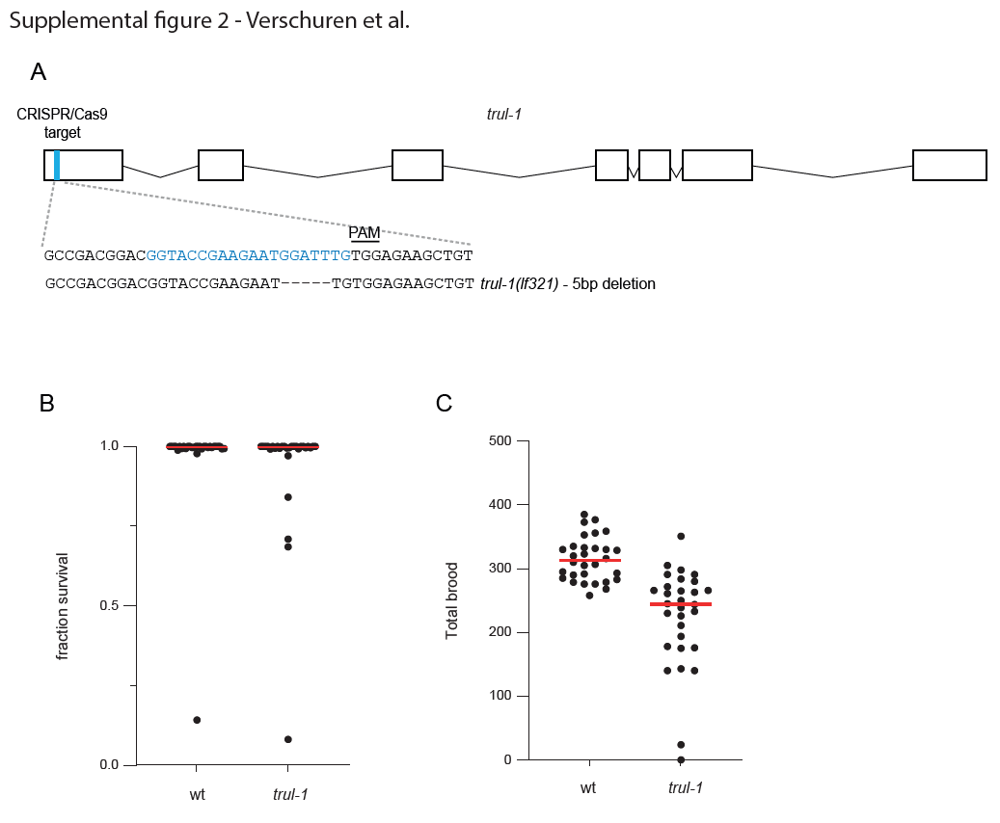 Supplemental figure 2 - Verschuren et al.
A
CRISPR/Cas9
target
trul-1
PAM
GCCGACGGACGGTACCGAAGAATGGATTTGTGGAGAAGCTGT
GCCGACGGACGGTACCGAAGAAT-----TGTGGAGAAGCTGT trul-1(lf321) - 5bp deletion
B
fraction survival
1.0
0.5
0.0
wt
trul-1
C
Total brood
500
400
300
200
100
0
wt
trul-1